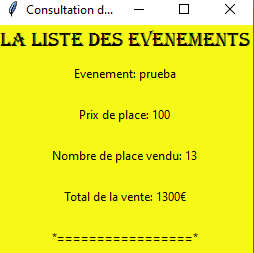 Consultation d...
LA LISTE DES EVENEMENTS
Evenement: prueba
Prix de place: 100
Nombre de place vendu: 13
Total de la vente: 1300€
*=================*